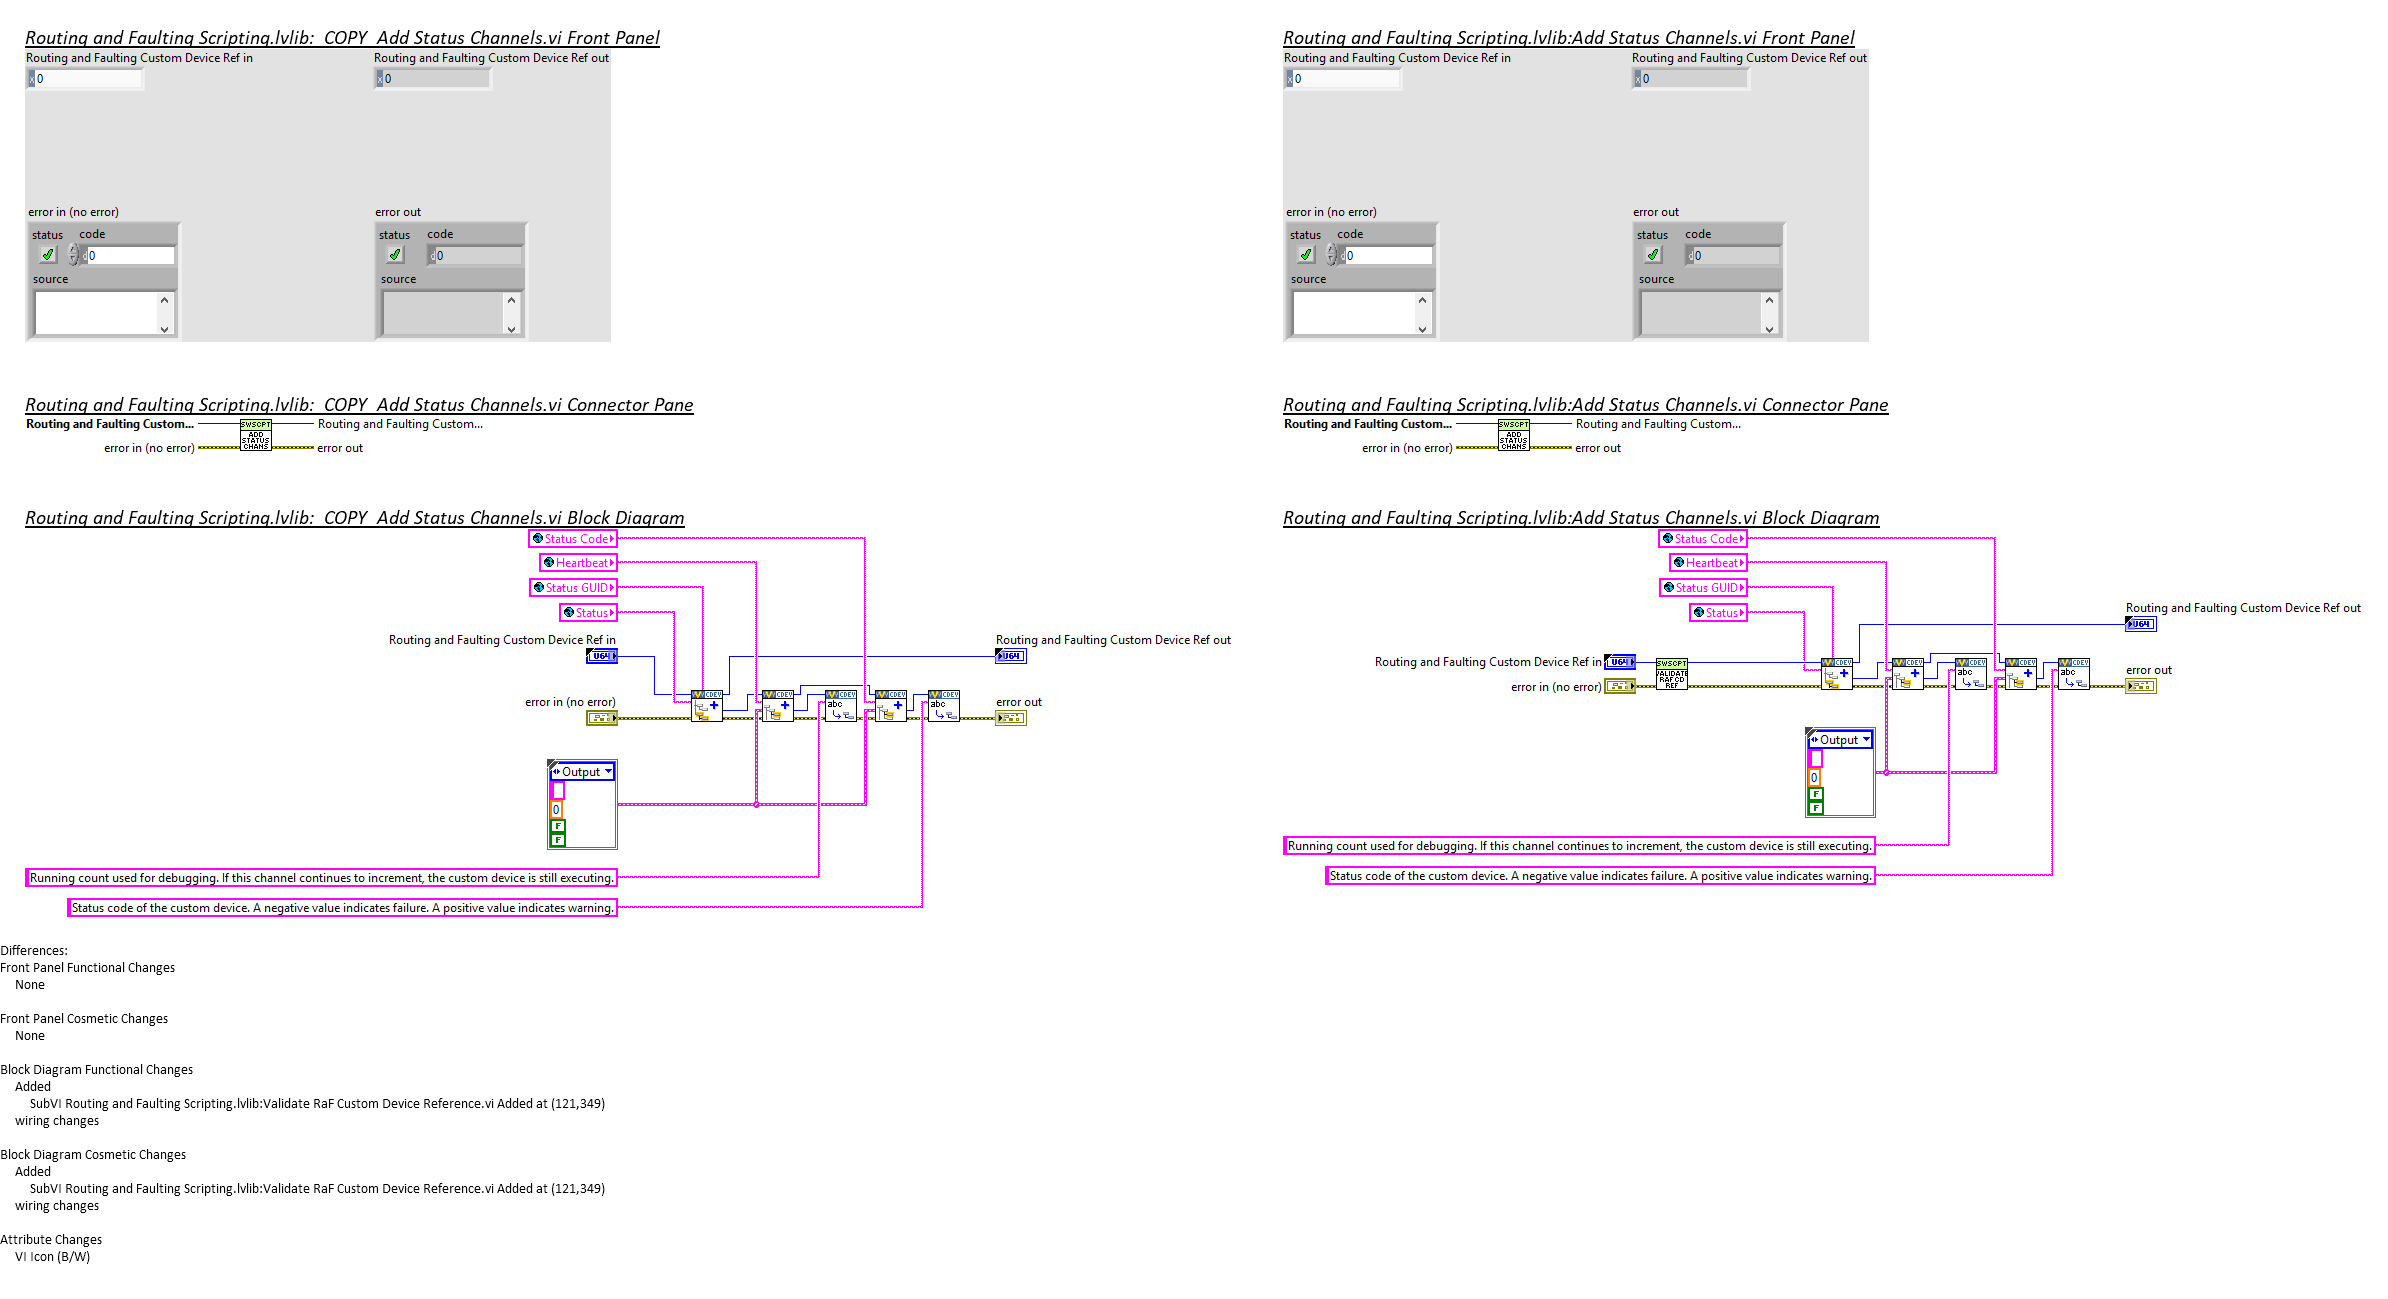 Routing and Faulting Scripting.lvlib:  COPY  Add Status Channels.vi Front Panel
Routing and Faulting Custom Device Ref in
Routing and Faulting Custom Device Ref out
x 0
x 0
error in (no error)
error out
status
code
status
code
d 0
d 0
source
source
Routing and Faulting Scripting.lvlib:  COPY  Add Status Channels.vi Connector Pane
Routing and Faulting Custom...
SWSCPT
ADD
STATUS
CHANS
Routing and Faulting Custom...
error in (no error)
error out
Routing and Faulting Scripting.lvlib:  COPY  Add Status Channels.vi Block Diagram
Status Code
Heartbeat
Status GUID
Status
Routing and Faulting Custom Device Ref in
Routing and Faulting Custom Device Ref out
U64
U64
CDEV
CDEV
CDEV
CDEV
CDEV
abc
abc
error in (no error)
error out
Output
0
F
F
Running count used for debugging. If this channel continues to increment, the custom device is still executing.
Status code of the custom device. A negative value indicates failure. A positive value indicates warning.
Routing and Faulting Scripting.lvlib:Add Status Channels.vi Front Panel
Routing and Faulting Custom Device Ref in
Routing and Faulting Custom Device Ref out
x 0
x 0
error in (no error)
error out
status
code
status
code
d 0
d 0
source
source
Routing and Faulting Scripting.lvlib:Add Status Channels.vi Connector Pane
Routing and Faulting Custom...
SWSCPT
ADD
STATUS
CHANS
Routing and Faulting Custom...
error in (no error)
error out
Routing and Faulting Scripting.lvlib:Add Status Channels.vi Block Diagram
Status Code
Heartbeat
Status GUID
Status
Routing and Faulting Custom Device Ref out
U64
Routing and Faulting Custom Device Ref in
U64
SWSCPT
VALIDATE
RAF CD
REF
CDEV
CDEV
CDEV
CDEV
CDEV
abc
abc
error in (no error)
error out
Output
0
F
F
Running count used for debugging. If this channel continues to increment, the custom device is still executing.
Status code of the custom device. A negative value indicates failure. A positive value indicates warning.
Differences:
Front Panel Functional Changes
None
Front Panel Cosmetic Changes
None
Block Diagram Functional Changes
Added
SubVI Routing and Faulting Scripting.lvlib:Validate RaF Custom Device Reference.vi Added at (121,349)
wiring changes
Block Diagram Cosmetic Changes
Added
SubVI Routing and Faulting Scripting.lvlib:Validate RaF Custom Device Reference.vi Added at (121,349)
wiring changes
Attribute Changes
VI Icon (B/W)